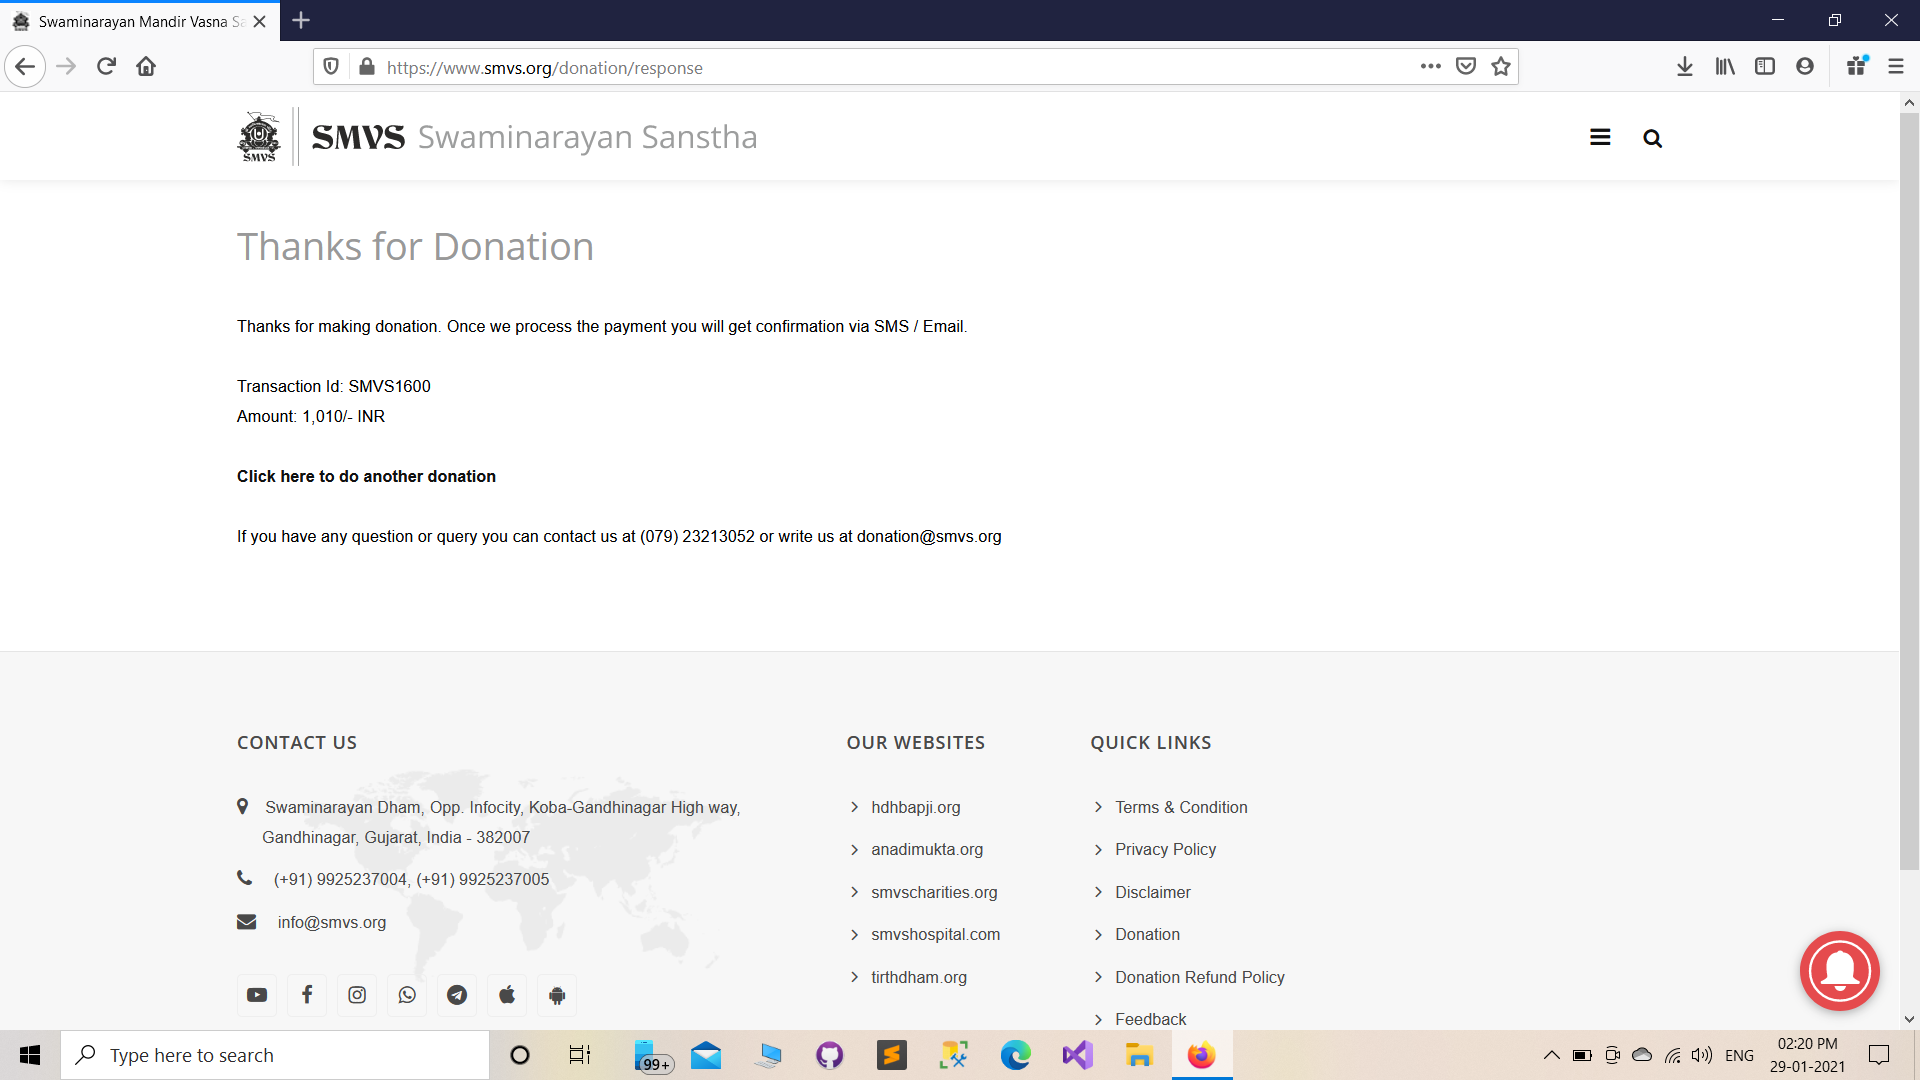 Swaminarayan Mandir Vasna Sa
https://www.smvs.org/donation/response
SMVS
SMVS Swaminarayan Sanstha
Thanks for Donation
Thanks for making donation. Once we process the payment you will get confirmation via SMS / Email.
Transaction Id: SMVS1600
Amount: 1,010/- INR
Click here to do another donation
If you have any question or query you can contact us at (079) 23213052 or write us at donation@smvs.org
CONTACT US
Swaminarayan Dham, Opp. Infocity, Koba-Gandhinagar High way,
Gandhinagar, Gujarat, India - 382007
(+91) 9925237004, (+91) 9925237005
info@smvs.org
OUR WEBSITES
hdhbapji.org
anadimukta.org
smvscharities.org
smvshospital.com
tirthdham.org
QUICK LINKS
Terms & Condition
Privacy Policy
Disclaimer
Donation
Donation Refund Policy
Feedback
Type here to search
99+
ENG
02:20 PM
29-01-2021